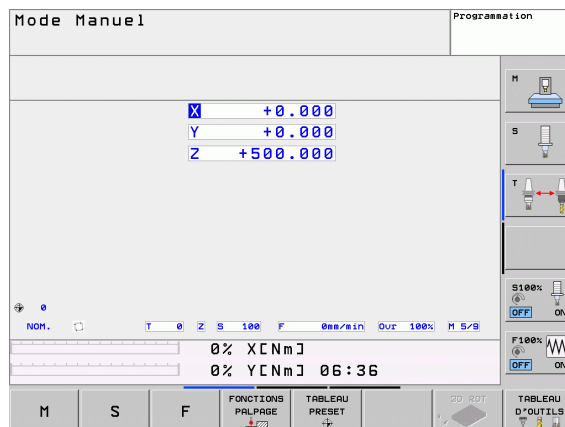 Mode Manuel
Programmation
M
X +0.000
Y +0.000
S
Z +500.000
T
S100%
OFF ON
0
NOM. T 0 Z S 100 F 0mm/min Ovr 100% M 5/9
F100%
OFF ON
0% X[Nm]
0% Y[Nm] 06:36
M
S
F
FONCTIONS
PALPAGE
TABLEAU
PRESET
3D ROT
TABLEAU
D"OUTILS